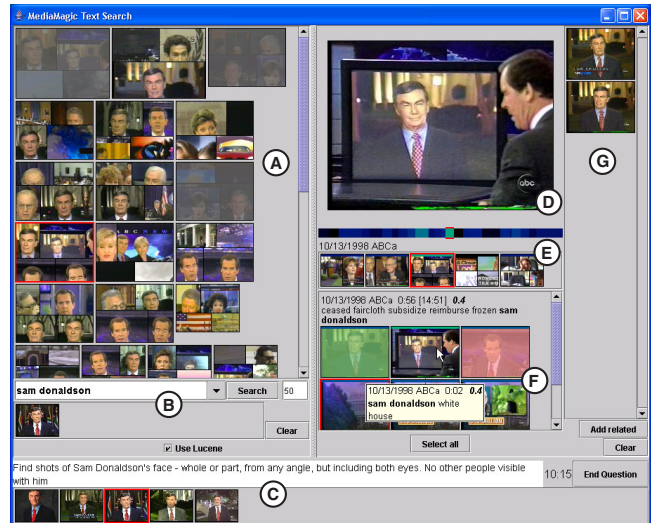 MediaMagic Text Search
A
G
abc
D
10/13/1998 ABCa
E
10/13/1998 ABCa 0:56 [14:51] 0.4
ceased faircloth subsidize reimburse frozen sam
donaldson
F
10/13/1998 ABCa 0:02 0.4
sam donaldson white
house
sam donaldson
Search
50
B
Clear
Use Lucene
Select all
Add related
Clear
Find shots of Sam Donaldson's face - whole or part, from any angle, but including both eyes. No other people visible
with him
10:15
End Question
C